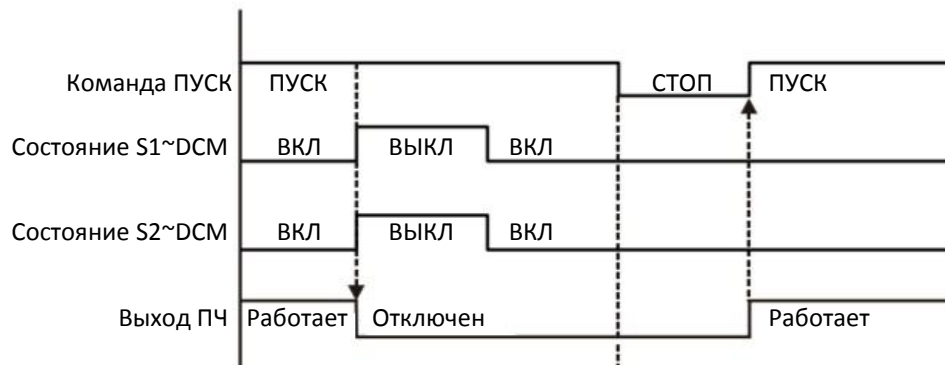 Команда ПУСК ПУСК СТОП ПУСК
Состояние S1~DCM ВКЛ ВЫКЛ ВКЛ
Состояние S2~DCM ВКЛ ВЫКЛ ВКЛ
Выход ПЧ Работает Отключен Работает